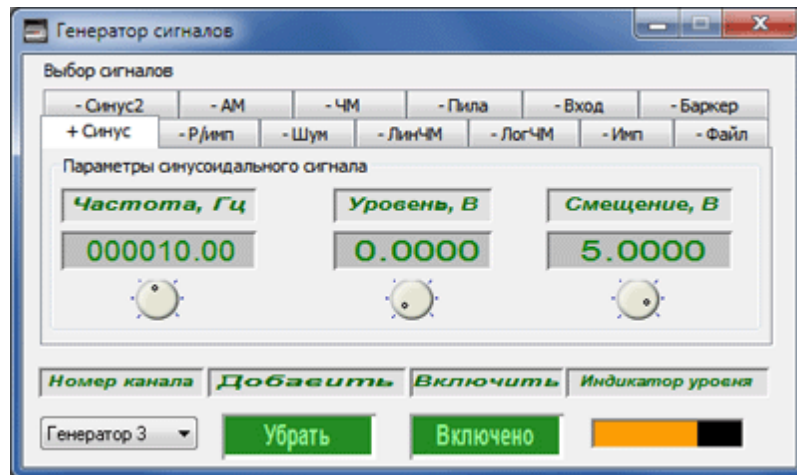 Генератор сигналов
Выбор сигналов
- Синус2 - АМ - ЧМ - Пила - Вход - Баркер
+ Синус - Р/имп - Шум - ЛинЧМ - ЛогЧМ - Имп - Файл
Параметры синусоидального сигнала
Частота, Гц Уровень, В Смещение, В
000010.00 0.0000 5.0000
Номер канала Добавить Включить Индикатор уровня
Генератор 3 Убрать Включено